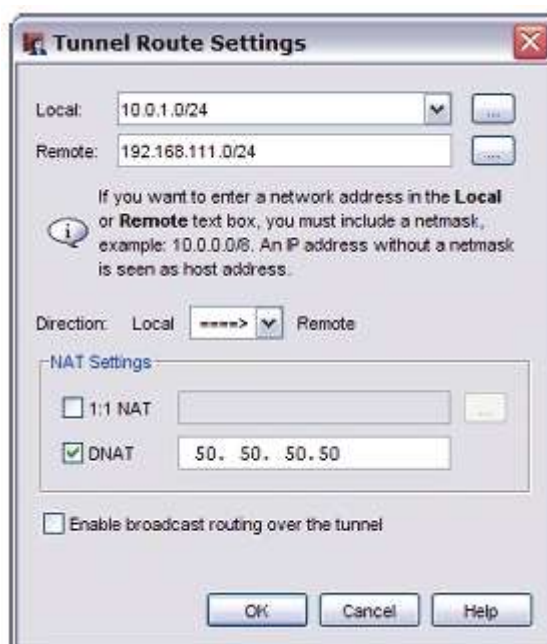 Tunnel Route Settings
Local: 10.0.1.0/24 ...
Remote: 192.168.111.0/24 ...
If you want to enter a network address in the Local
or Remote text box, you must include a netmask,
example: 10.0.0.0/8. An IP address without a netmask
is seen as host address.
Direction: Local ====> Remote
NAT Settings
1:1 NAT ...
DNAT 50. 50. 50.50
Enable broadcast routing over the tunnel
OK Cancel Help